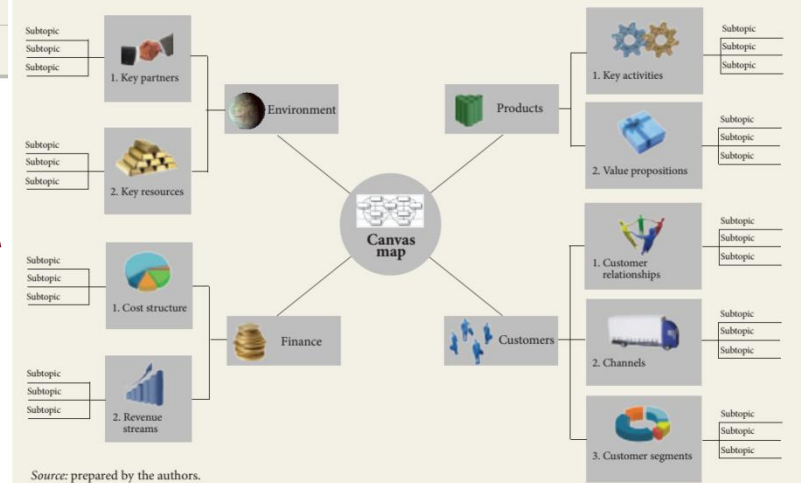 Subtopic
Subtopic
Subtopic
1. Key partners
Subtopic
Subtopic
Subtopic
2. Key resources
Environment
Subtopic
Subtopic
Subtopic
1. Cost structure
Subtopic
Subtopic
Subtopic
2. Revenue
streams
Finance
Canvas
map
Products
1. Key activities
Subtopic
Subtopic
Subtopic
2. Value propositions
Subtopic
Subtopic
Subtopic
Customers
1. Customer
relationships
Subtopic
Subtopic
Subtopic
2. Channels
Subtopic
Subtopic
Subtopic
3. Customer segments
Subtopic
Subtopic
Subtopic
Source: prepared by the authors.